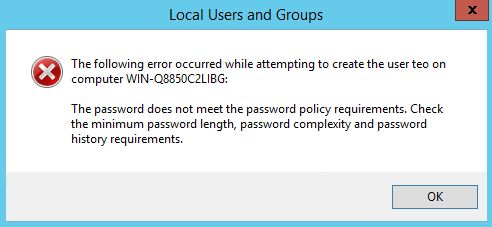 Local Users and Groups
x
The following error occurred while attempting to create the user teo on
computer WIN-Q8850C2LIBG:
The password does not meet the password policy requirements. Check
the minimum password length, password complexity and password
history requirements.
OK